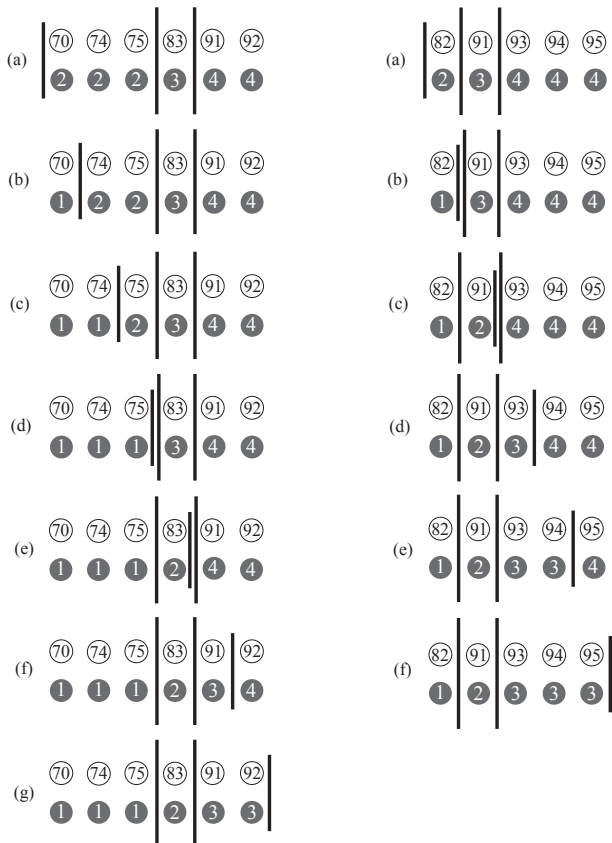 (a) 70 74 75 83 91 92
2 2 2 3 4 4
(b) 70 74 75 83 91 92
1 2 2 3 4 4
(c) 70 74 75 83 91 92
1 1 2 3 4 4
(d) 70 74 75 83 91 92
1 1 1 3 4 4
(e) 70 74 75 83 91 92
1 1 1 2 4 4
(f) 70 74 75 83 91 92
1 1 1 2 3 4
(g) 70 74 75 83 91 92
1 1 1 2 3 3
(a) 82 91 93 94 95
2 3 4 4 4
(b) 82 91 93 94 95
1 3 4 4 4
(c) 82 91 93 94 95
1 2 4 4 4
(d) 82 91 93 94 95
1 2 3 4 4
(e) 82 91 93 94 95
1 2 3 3 4
(f) 82 91 93 94 95
1 2 3 3 3